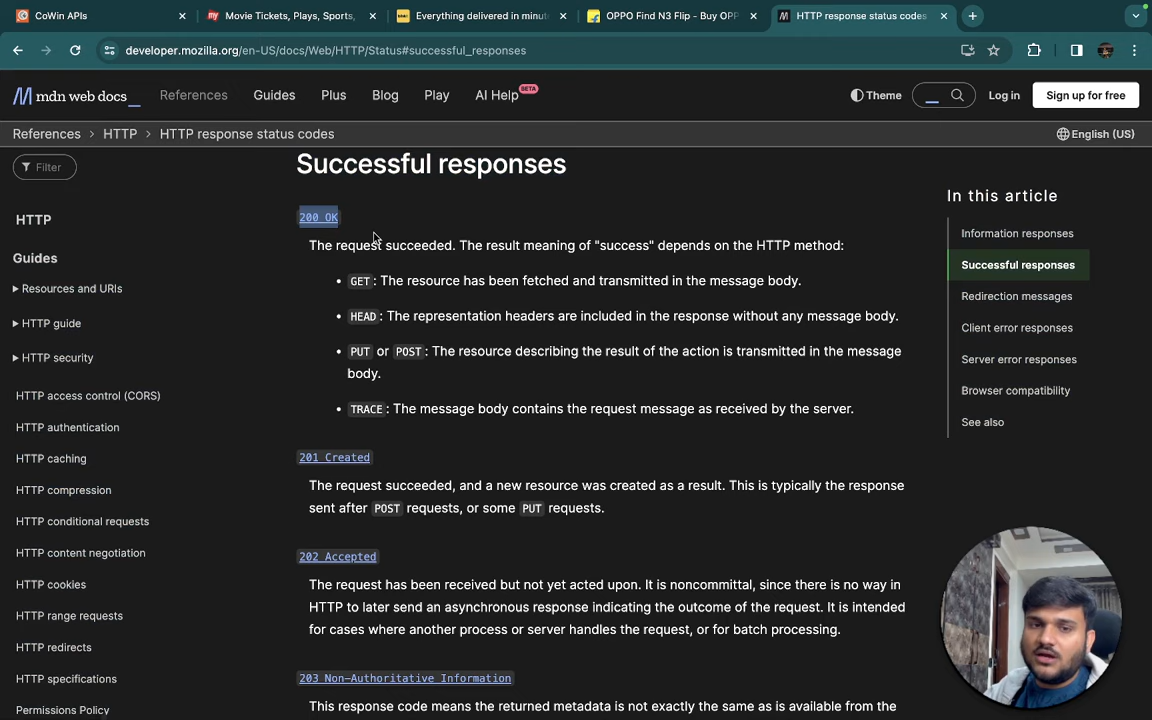 CoWin APIs
Movie Tickets, Plays, Sports,
Everything delivered in minut
OPPO Find N3 Flip - Buy OPP
HTTP response status codes
developer.mozilla.org/en-US/docs/Web/HTTP/Status#successful_responses
mdn web docs_
References
Guides
Plus
Blog
Play
AI Help BETA
Theme
Log in
Sign up for free
References > HTTP > HTTP response status codes
English (US)
Filter
HTTP
Guides
Resources and URIs
HTTP guide
HTTP security
HTTP access control (CORS)
HTTP authentication
HTTP caching
HTTP compression
HTTP conditional requests
HTTP content negotiation
HTTP cookies
HTTP range requests
HTTP redirects
HTTP specifications
Permissions Policy
Successful responses
200 OK
The request succeeded. The result meaning of "success" depends on the HTTP method:
• GET: The resource has been fetched and transmitted in the message body.
• HEAD: The representation headers are included in the response without any message body.
• PUT or POST: The resource describing the result of the action is transmitted in the message
body.
• TRACE: The message body contains the request message as received by the server.
201 Created
The request succeeded, and a new resource was created as a result. This is typically the response
sent after POST requests, or some PUT requests.
202 Accepted
The request has been received but not yet acted upon. It is noncommittal, since there is no way in
HTTP to later send an asynchronous response indicating the outcome of the request. It is intended
for cases where another process or server handles the request, or for batch processing.
203 Non-Authoritative Information
This response code means the returned metadata is not exactly the same as is available from the
In this article
Information responses
Successful responses
Redirection messages
Client error responses
Server error responses
Browser compatibility
See also